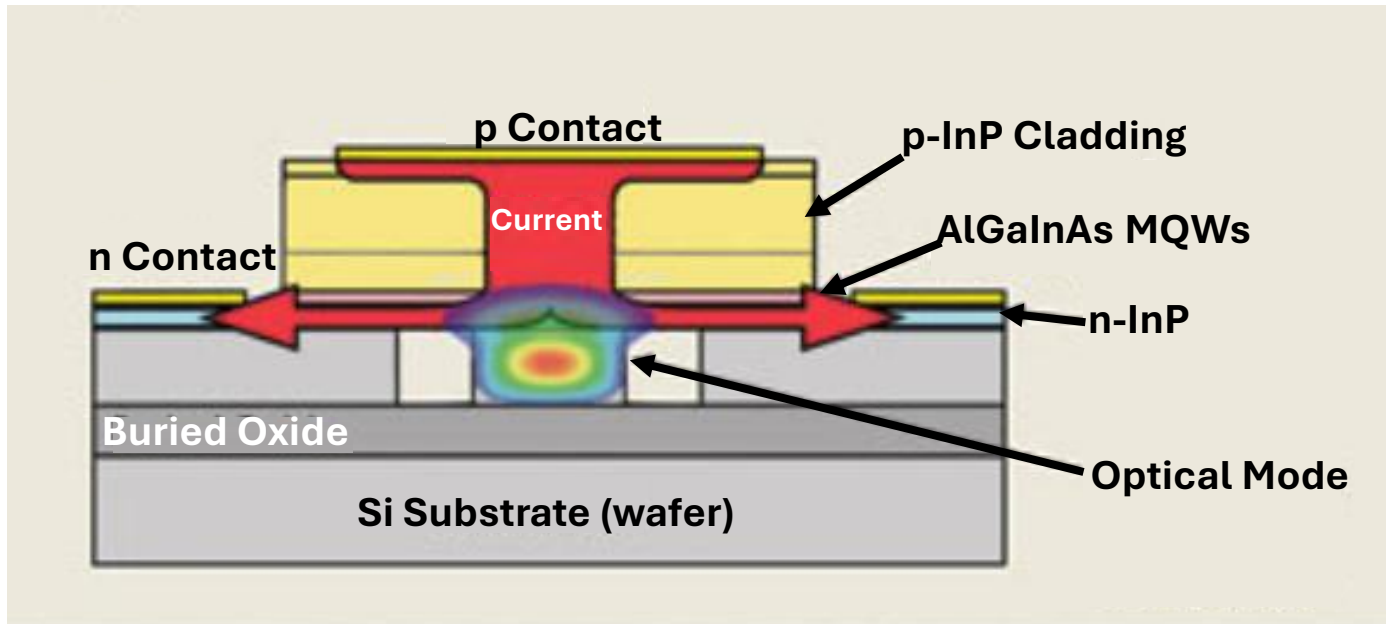 p Contact
p-InP Cladding
Current
AlGaInAs MQWs
n Contact
n-InP
Buried Oxide
Optical Mode
Si Substrate (wafer)